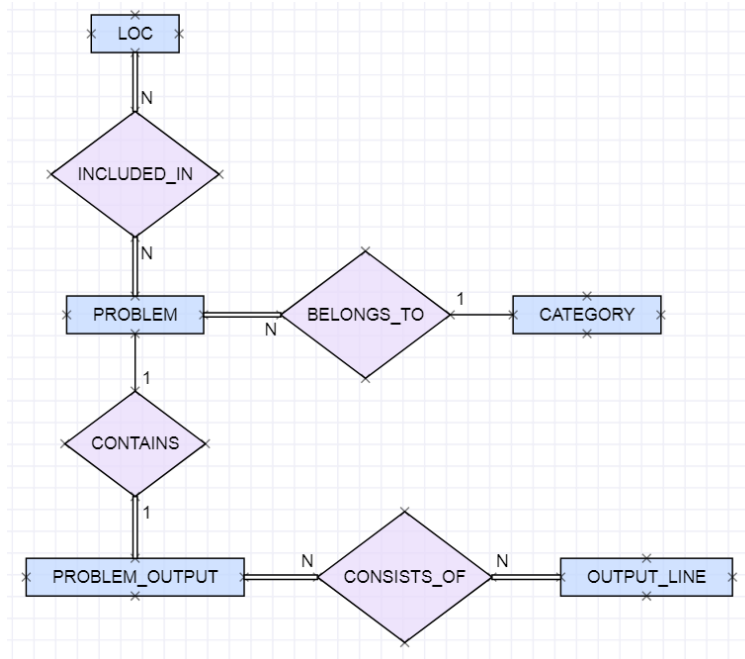 LOC
N
INCLUDED_IN
N
PROBLEM
N
BELONGS_TO
1
CATEGORY
1
CONTAINS
1
PROBLEM_OUTPUT
N
CONSISTS_OF
N
OUTPUT_LINE